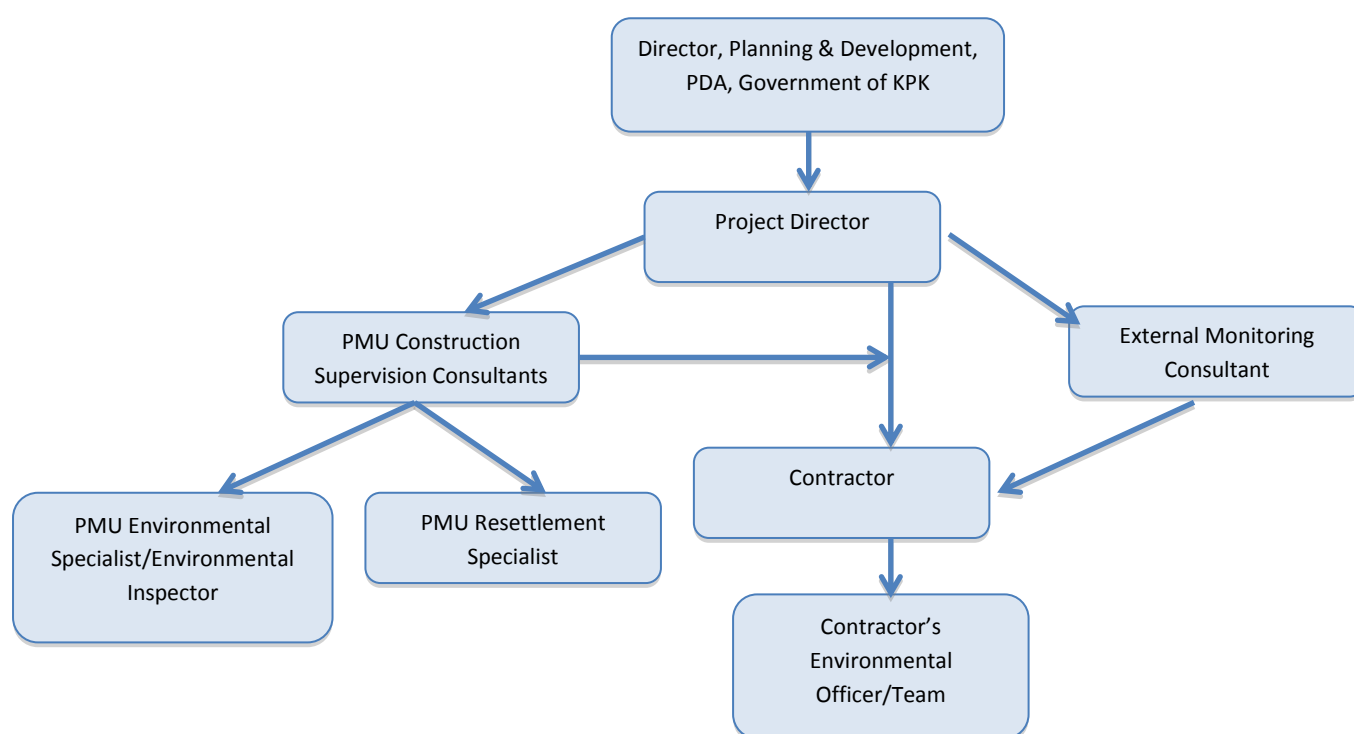 Director, Planning & Development,
PDA, Government of KPK
Project Director
PMU Construction
Supervision Consultants
External Monitoring
Consultant
Contractor
PMU Environmental
Specialist/Environmental
Inspector
PMU Resettlement
Specialist
Contractor’s
Environmental
Officer/Team